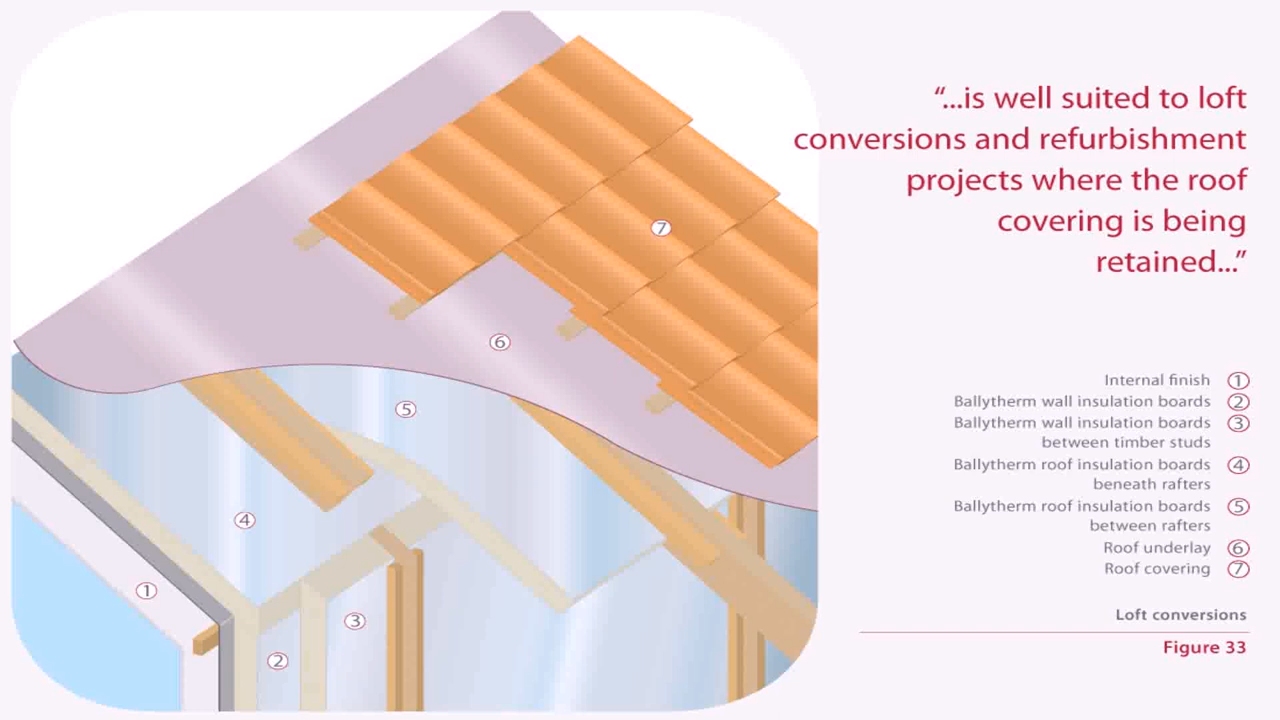 “...is well suited to loft
conversions and refurbishment
projects where the roof
covering is being
retained...”
7
6
5
4
1
3
2
Internal finish 1
Ballytherm wall insulation boards 2
Ballytherm wall insulation boards 3
between timber studs
Ballytherm roof insulation boards 4
beneath rafters
Ballytherm roof insulation boards 5
between rafters
Roof underlay 6
Roof covering 7
Loft conversions
Figure 33